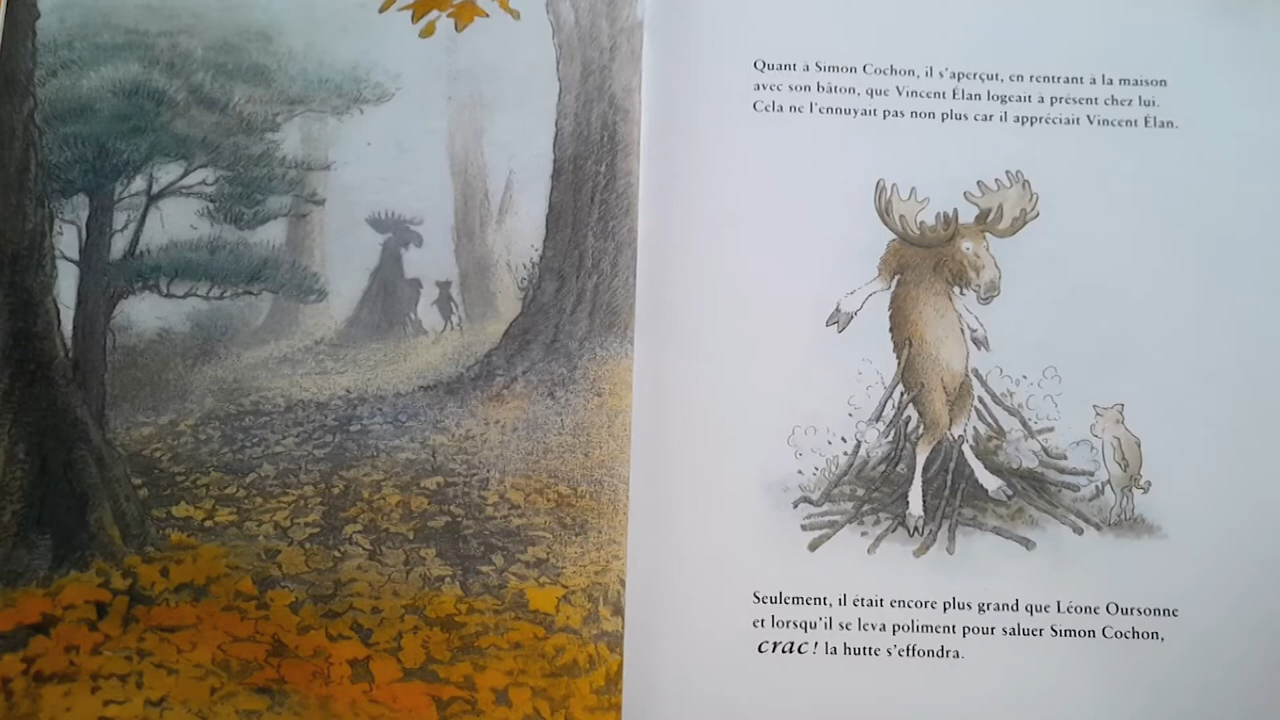 Quant à Simon Cochon, il s'aperçut, en rentrant à la maison
avec son bâton, que Vincent Élan logeait à présent chez lui.
Cela ne l'ennuyait pas non plus car il appréciait Vincent Élan.
Seulement, il était encore plus grand que Léone Oursonne
et lorsqu'il se leva poliment pour saluer Simon Cochon,
crac! la hutte s'effondra.